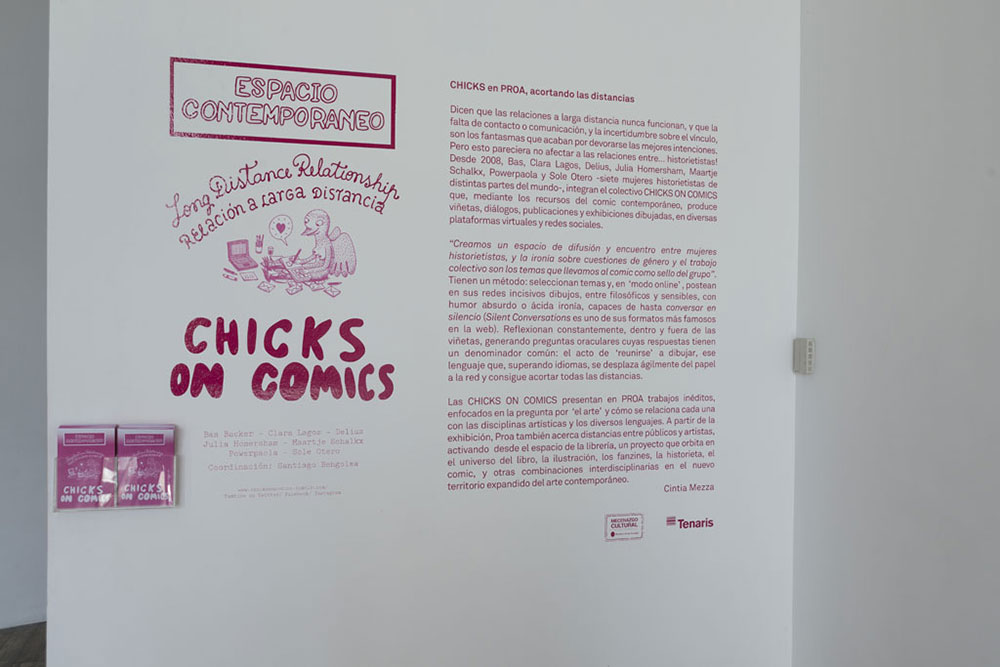 ESPACIO
CONTEMPORANEO
Long Distance Relationship
RELACIÓN A LARGA DISTANCIA
CHICKS
ON COMICS
Bas Backer - Clara Lagos - Delius
Julia Homersham - Maartje Schalkx
Powerpaola - Sole Otero
Coordinación: Santiago Bengolea
CHICKS en PROA, acortando las distancias
Dicen que las relaciones a larga distancia nunca funcionan, y que la
falta de contacto o comunicación, y la incertidumbre sobre el vínculo,
son los fantasmas que acaban por devorarse las mejores intenciones.
Pero esto pareciera no afectar a las relaciones entre... historietistas!
Desde 2008, Bas, Clara Lagos, Delius, Julia Homersham, Maartje
Schalkx, Powerpaola y Sole Otero -siete mujeres historietistas de
distintas partes del mundo-, integran el colectivo CHICKS ON COMICS
que, mediante los recursos del comic contemporáneo, produce
viñetas, diálogos, publicaciones y exhibiciones dibujadas, en diversas
plataformas virtuales y redes sociales.
“Creamos un espacio de difusión y encuentro entre mujeres
historietistas, y la ironía sobre cuestiones de género y el trabajo
colectivo son los temas que llevamos al comic como sello del grupo”.
Tienen un método: seleccionan temas y, en ‘modo online’, postean
en sus redes incisivos dibujos, entre filosóficos y sensibles, con
humor absurdo o ácida ironía, capaces de hasta conversar en
silencio (Silent Conversations es uno de sus formatos más famosos
en la web). Reflexionan constantemente, dentro y fuera de las
viñetas, generando preguntas oraculares cuyas respuestas tienen
un denominador común: el acto de ‘reunirse’ a dibujar, ese
lenguaje que, superando idiomas, se desplaza ágilmente del papel
a la red y consigue acortar todas las distancias.
Las CHICKS ON COMICS presentan en PROA trabajos inéditos,
enfocados en la pregunta por ‘el arte’ y cómo se relaciona cada una
con las disciplinas artísticas y los diversos lenguajes. A partir de la
exhibición, Proa también acerca distancias entre públicos y artistas,
activando desde el espacio de la librería, un proyecto que orbita en
el universo del libro, la ilustración, los fanzines, la historieta, el
comic, y otras combinaciones interdisciplinarias en el nuevo
territorio expandido del arte contemporáneo.
Cintia Mezza
MECENAZGO
CULTURAL
Tenaris
ESPACIO
CONTEMPORANEO
CHICKS
ON COMICS
ESPACIO
CONTEMPORANEO
CHICKS
ON COMICS